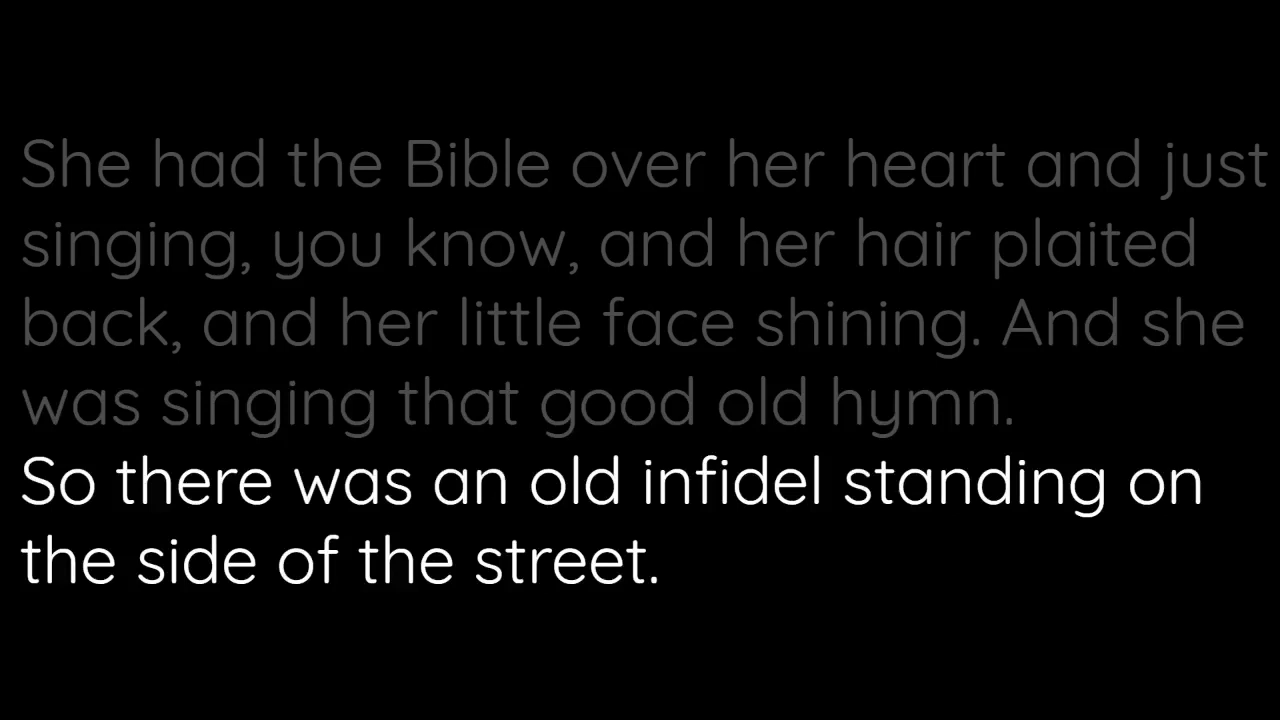 She had the Bible over her heart and just
singing, you know, and her hair plaited
back, and her little face shining. And she
was singing that good old hymn.
So there was an old infidel standing on
the side of the street.